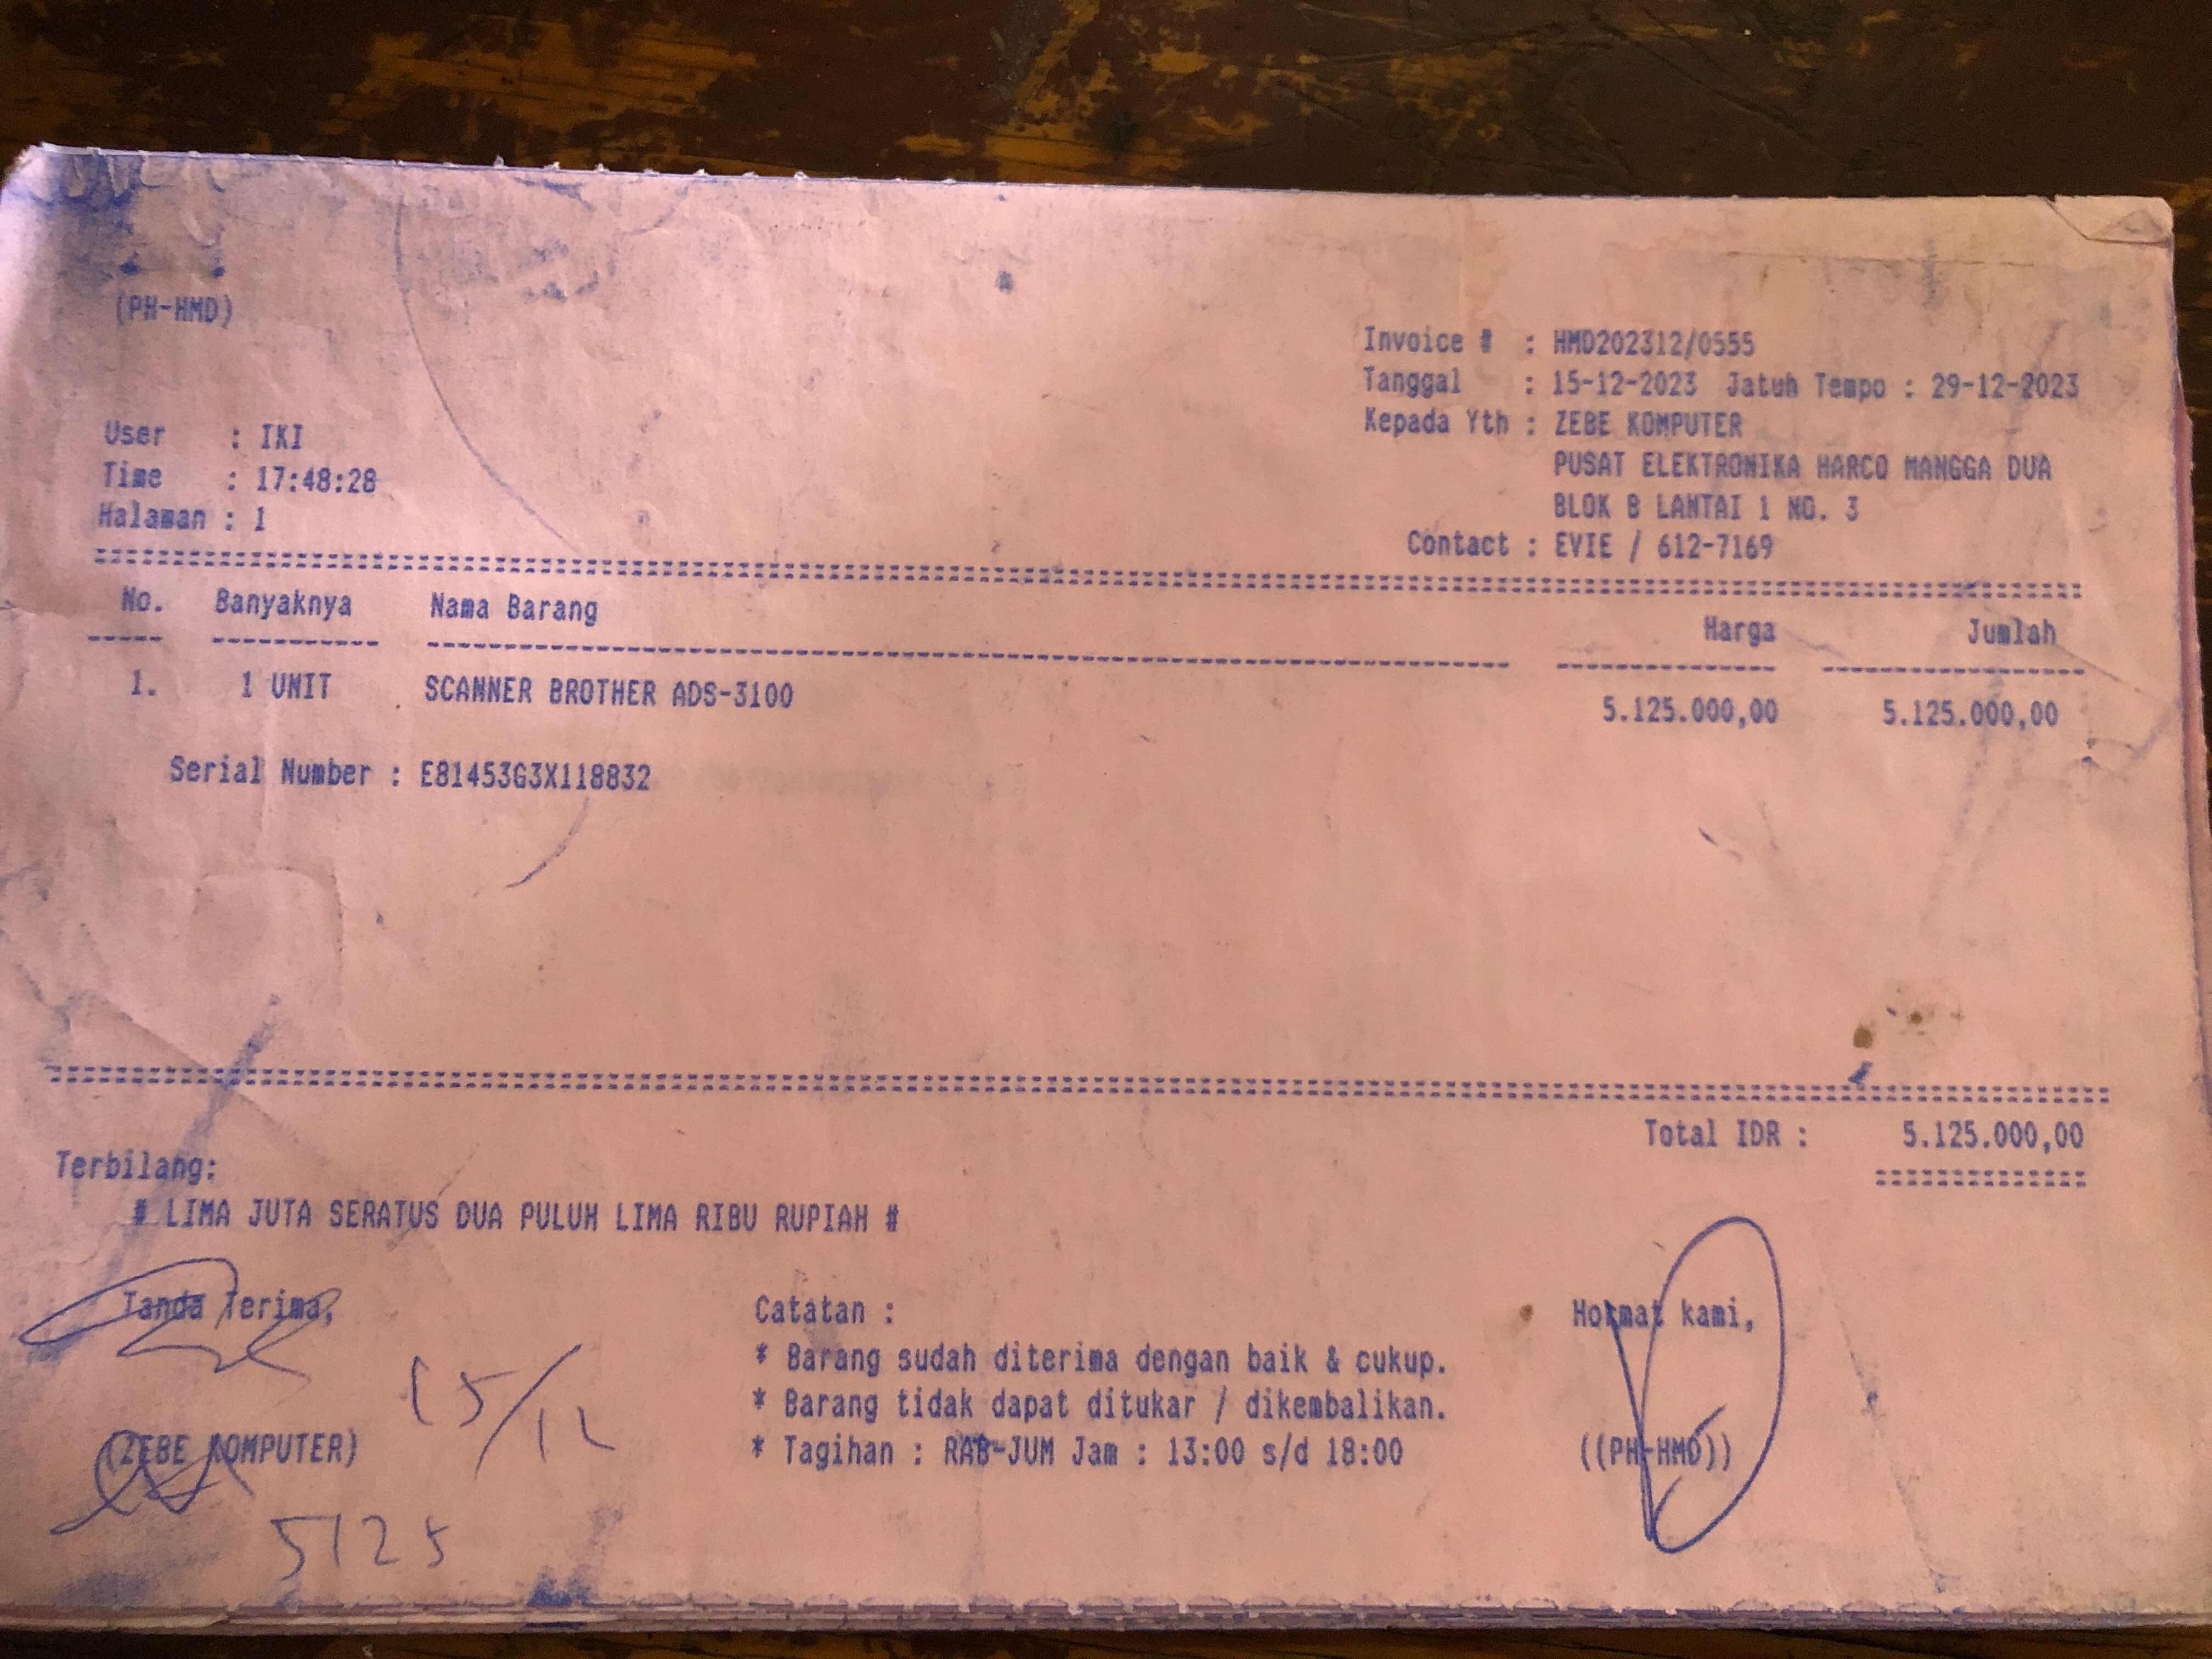 (PH-HMD)
Invoice # : HMD202312/0555
Tanggal : 15-12-2023 Jatuh Tempo : 29-12-2023
Kepada Yth : ZEBE KOMPUTER
PUSAT ELEKTRONIKA HARCO MANGGA DUA
BLOK B LANTAI 1 NO. 3
Contact : EVIE / 612-7169
User : IKI
Time : 17:48:28
Halaman : 1
No. Banyaknya Nama Barang Harga Jumlah
1. 1 UNIT SCANNER BROTHER ADS-3100 5.125.000,00 5.125.000,00
Serial Number : E81453G3X118832
Total IDR : 5.125.000,00
Terbilang:
# LIMA JUTA SERATUS DUA PULUH LIMA RIBU RUPIAH #
Tanda Terima,
15/12
(ZEBE KOMPUTER)
5125
Catatan :
* Barang sudah diterima dengan baik & cukup.
* Barang tidak dapat ditukar / dikembalikan.
* Tagihan : RAB-JUM Jam : 13:00 s/d 18:00
Hormat kami,
((PH-HMD))